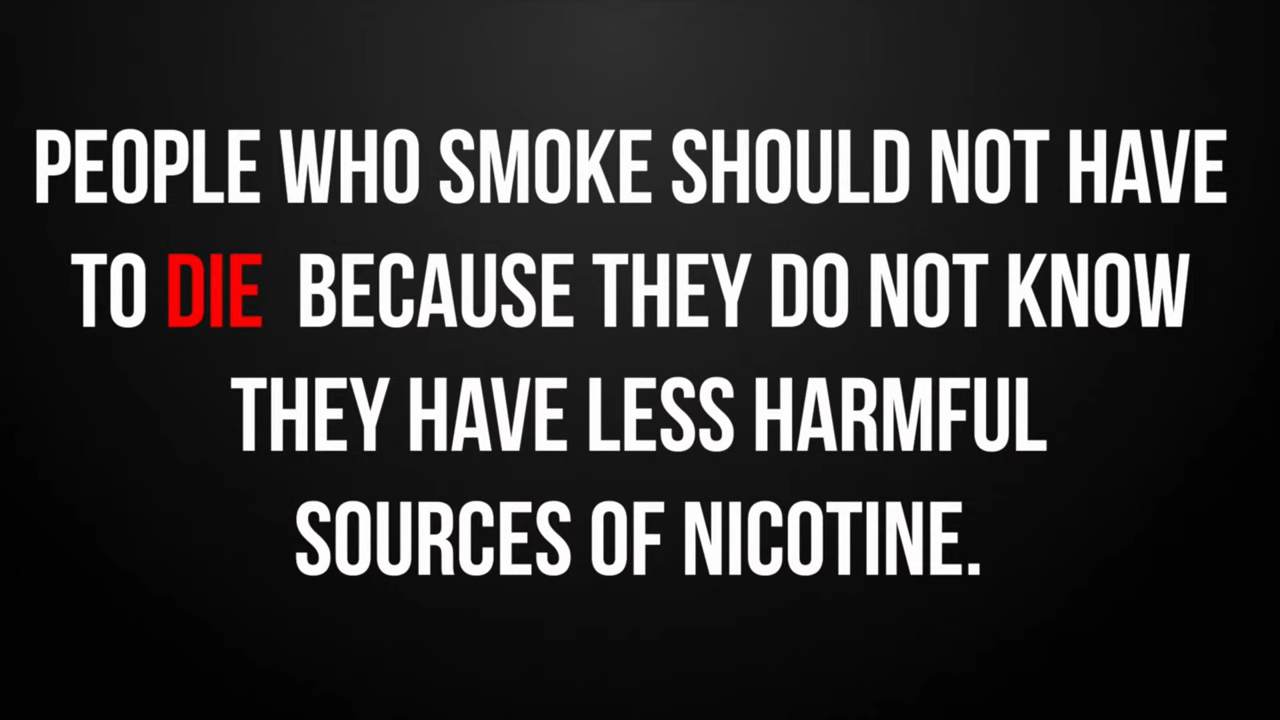 PEOPLE WHO SMOKE SHOULD NOT HAVE
TO DIE BECAUSE THEY DO NOT KNOW
THEY HAVE LESS HARMFUL
SOURCES OF NICOTINE.